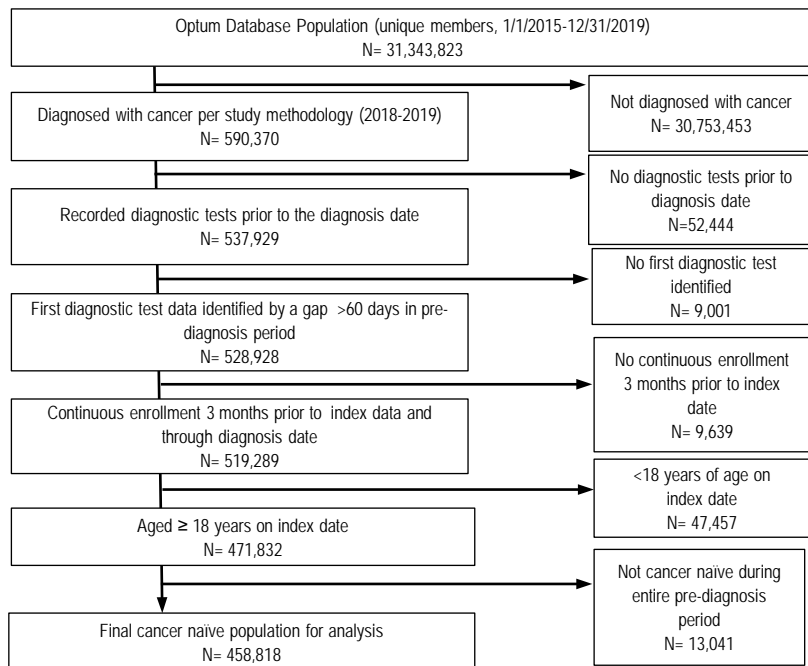 Optum Database Population (unique members, 1/1/2015-12/31/2019)
N= 31,343,823
Not diagnosed with cancer
N= 30,753,453
Diagnosed with cancer per study methodology (2018-2019)
N= 590,370
No diagnostic tests prior to
diagnosis date
N=52,444
Recorded diagnostic tests prior to the diagnosis date
N= 537,929
No first diagnostic test
identified
N= 9,001
First diagnostic test data identified by a gap >60 days in pre-
diagnosis period
N= 528,928
No continuous enrollment
3 months prior to index
date
N= 9,639
Continuous enrollment 3 months prior to index data and
through diagnosis date
N= 519,289
<18 years of age on
index date
N= 47,457
Aged ≥ 18 years on index date
N= 471,832
Not cancer naïve during
entire pre-diagnosis
period
N= 13,041
Final cancer naïve population for analysis
N= 458,818